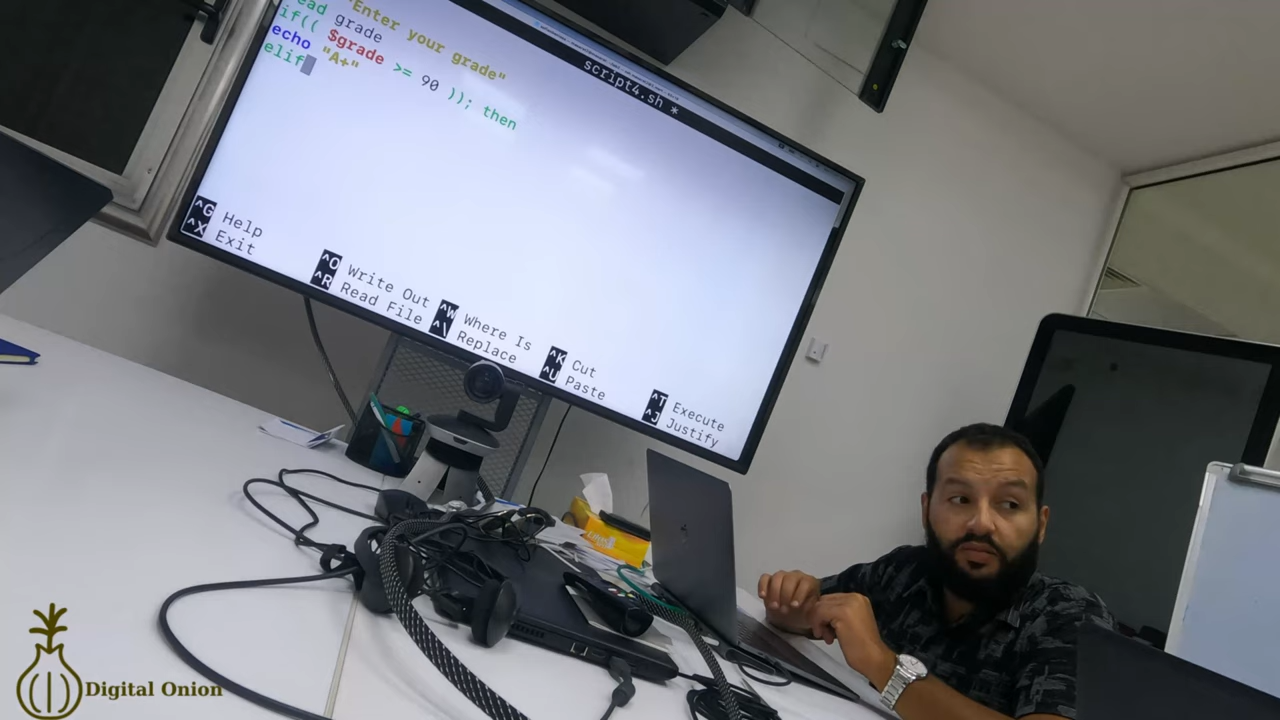 "Enter your grade"
read grade
if(( $grade >= 90 )); then
echo "A+"
elif
script4.sh *
^G Help
^X Exit
^O Write Out
^R Read File
^W Where Is
^\ Replace
^K Cut
^U Paste
^T Execute
^J Justify
Digital Onion